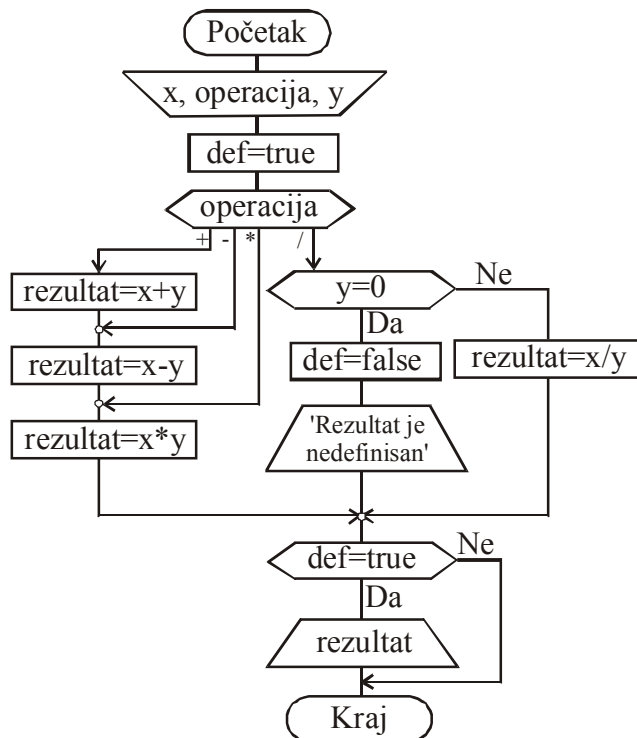 Početak
x, operacija, y
def=true
operacija
+ - * /
rezultat=x+y
y=0
Ne
Da
rezultat=x-y
def=false
rezultat=x/y
rezultat=x*y
'Rezultat je
nedefinisan'
def=true
Ne
Da
rezultat
Kraj